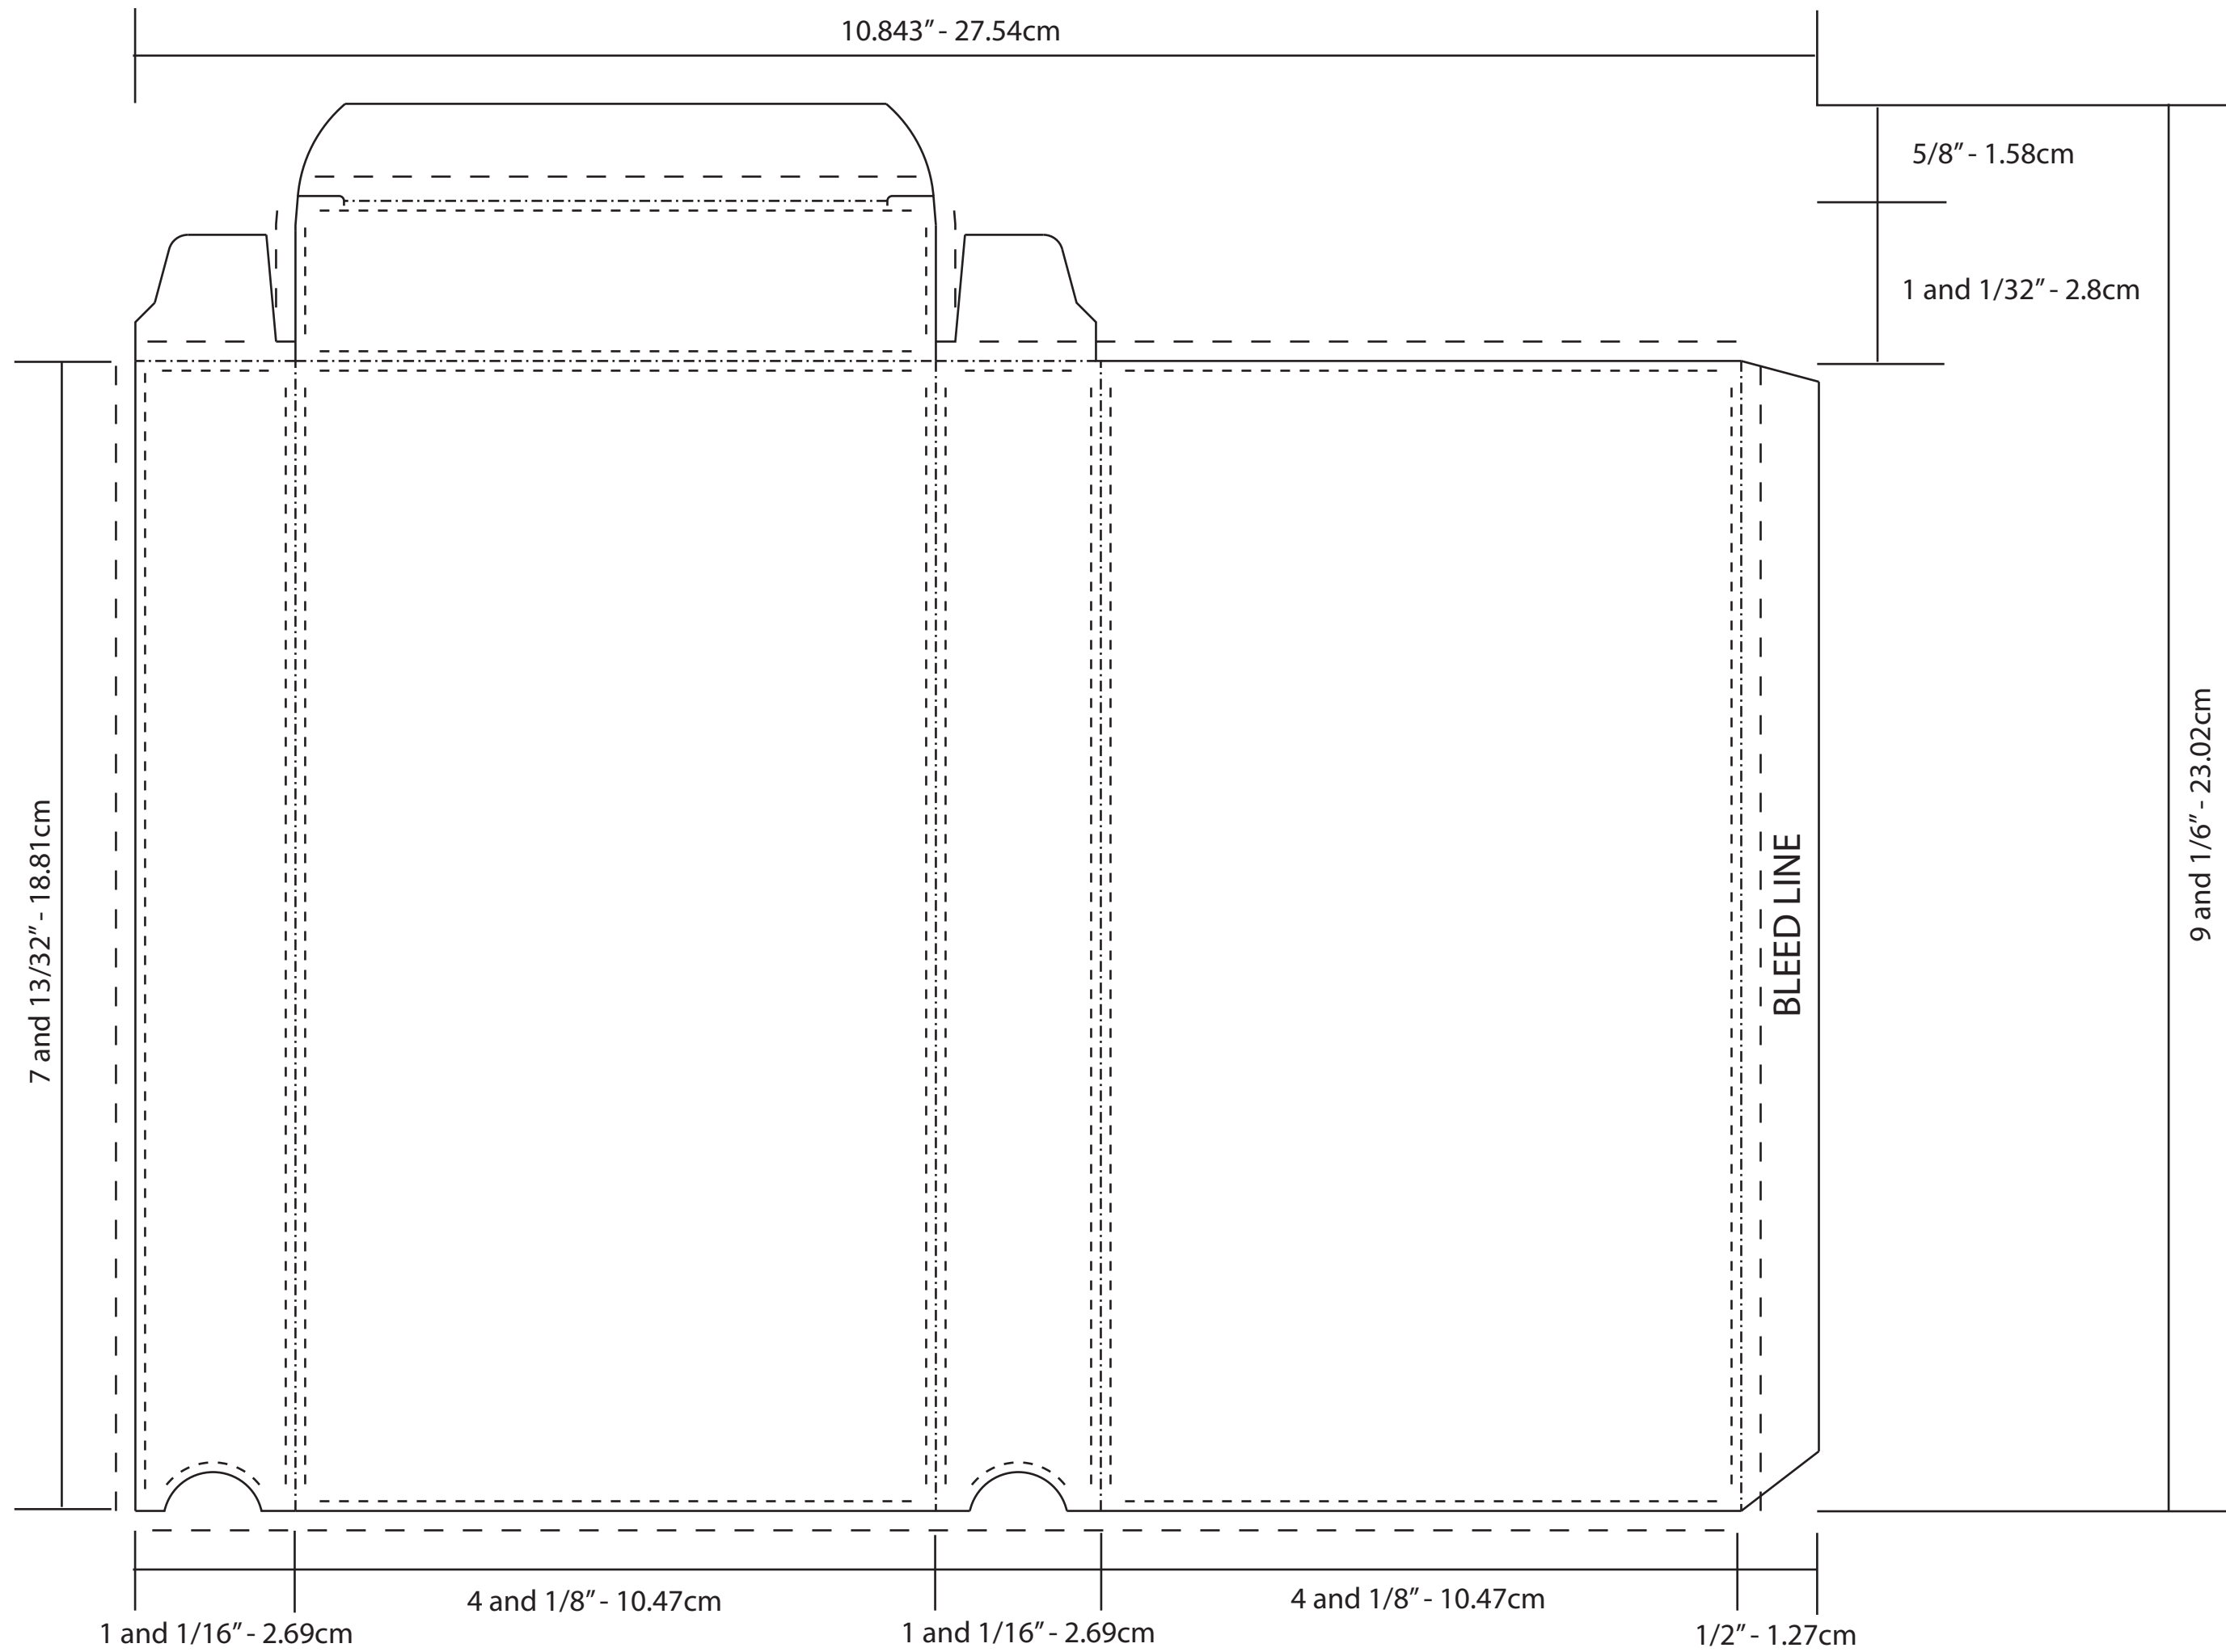 10.843” - 27.54cm
5/8” - 1.58cm
1 and 1/32” - 2.8cm
7 and 13/32” - 18.81cm
BLEED LINE
9 and 1/6” - 23.02cm
4 and 1/8” - 10.47cm
4 and 1/8” - 10.47cm
1 and 1/16” - 2.69cm
1 and 1/16” - 2.69cm
1/2” - 1.27cm